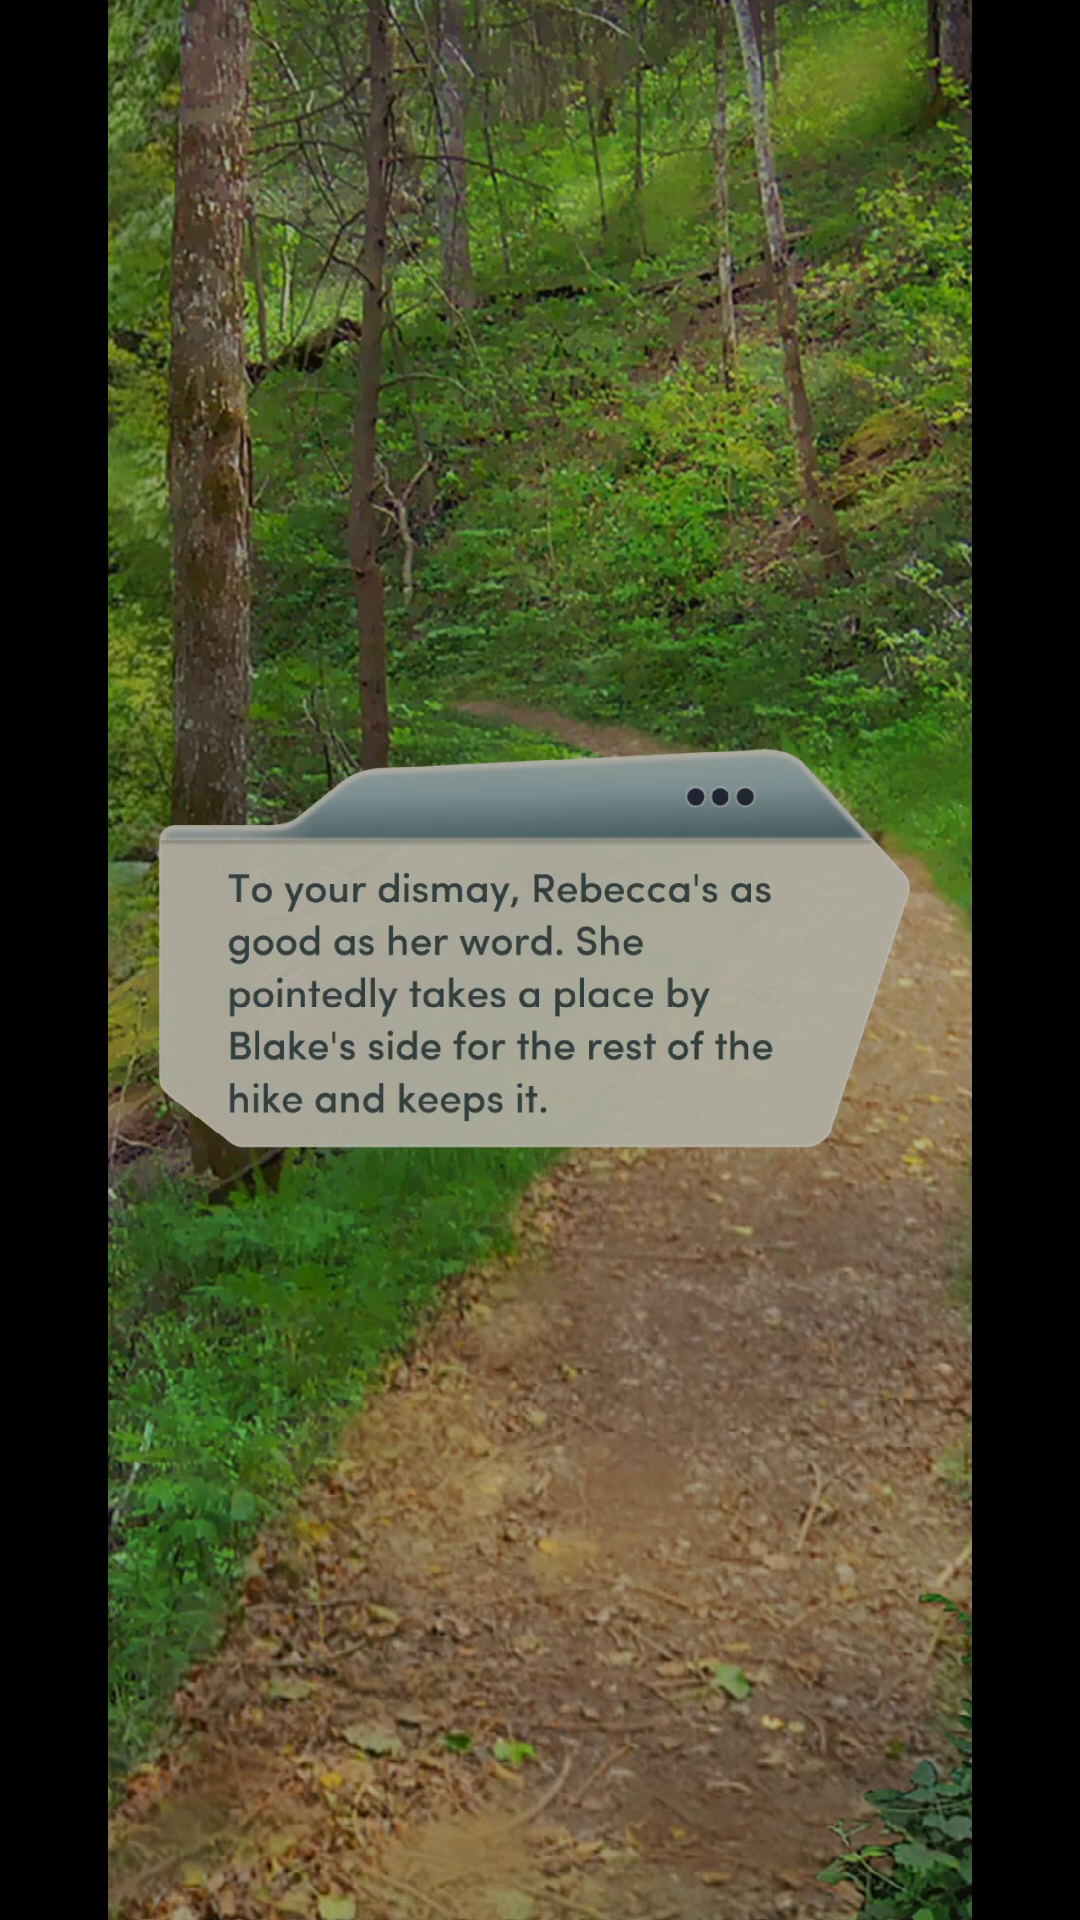 To your dismay, Rebecca's as
good as her word. She
pointedly takes a place by
Blake's side for the rest of the
hike and keeps it.